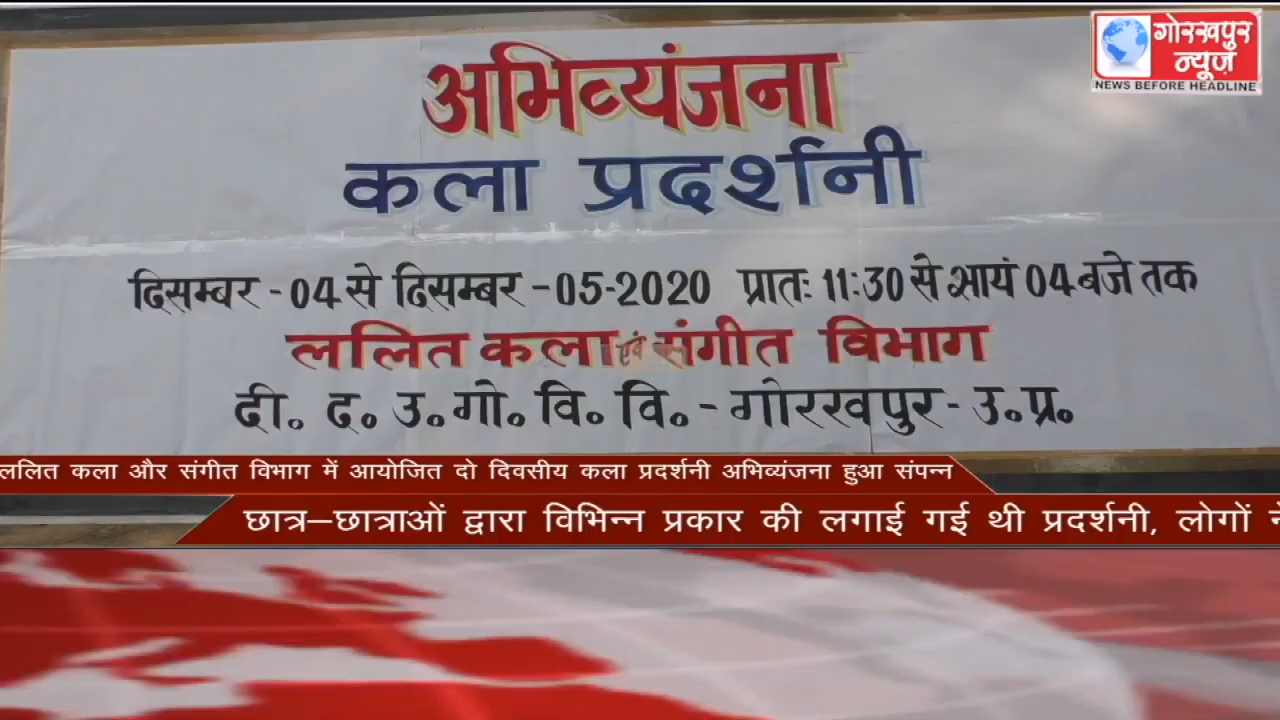 अभिव्यंजना
कला प्रदर्शनी
दिसम्बर - 04 से दिसम्बर - 05-2020 प्रातः 11:30 से शायं 04 बजे तक
ललित कला एवं संगीत विभाग
दी. द. उ. गो. वि. वि. - गोरखपुर - उ. प्र.
गोरखपुर
न्यूज़
NEWS BEFORE HEADLINE
ललित कला और संगीत विभाग में आयोजित दो दिवसीय कला प्रदर्शनी अभिव्यंजना हुआ संपन्न
छात्र–छात्राओं द्वारा विभिन्न प्रकार की लगाई गई थी प्रदर्शनी, लोगों